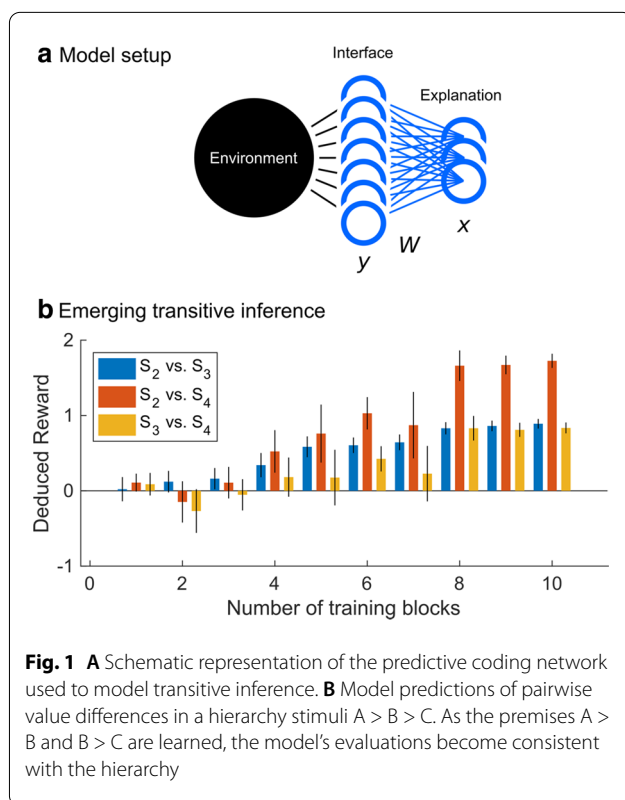 a Model setup
Interface
Explanation
Environment
y
W
x
b Emerging transitive inference
2
1
0
-1
Deduced Reward
S₂ vs. S₃
S₂ vs. S₄
S₃ vs. S₄
0 2 4 6 8 10
Number of training blocks
Fig. 1 A Schematic representation of the predictive coding network
used to model transitive inference. B Model predictions of pairwise
value differences in a hierarchy stimuli A > B > C. As the premises A >
B and B > C are learned, the model's evaluations become consistent
with the hierarchy